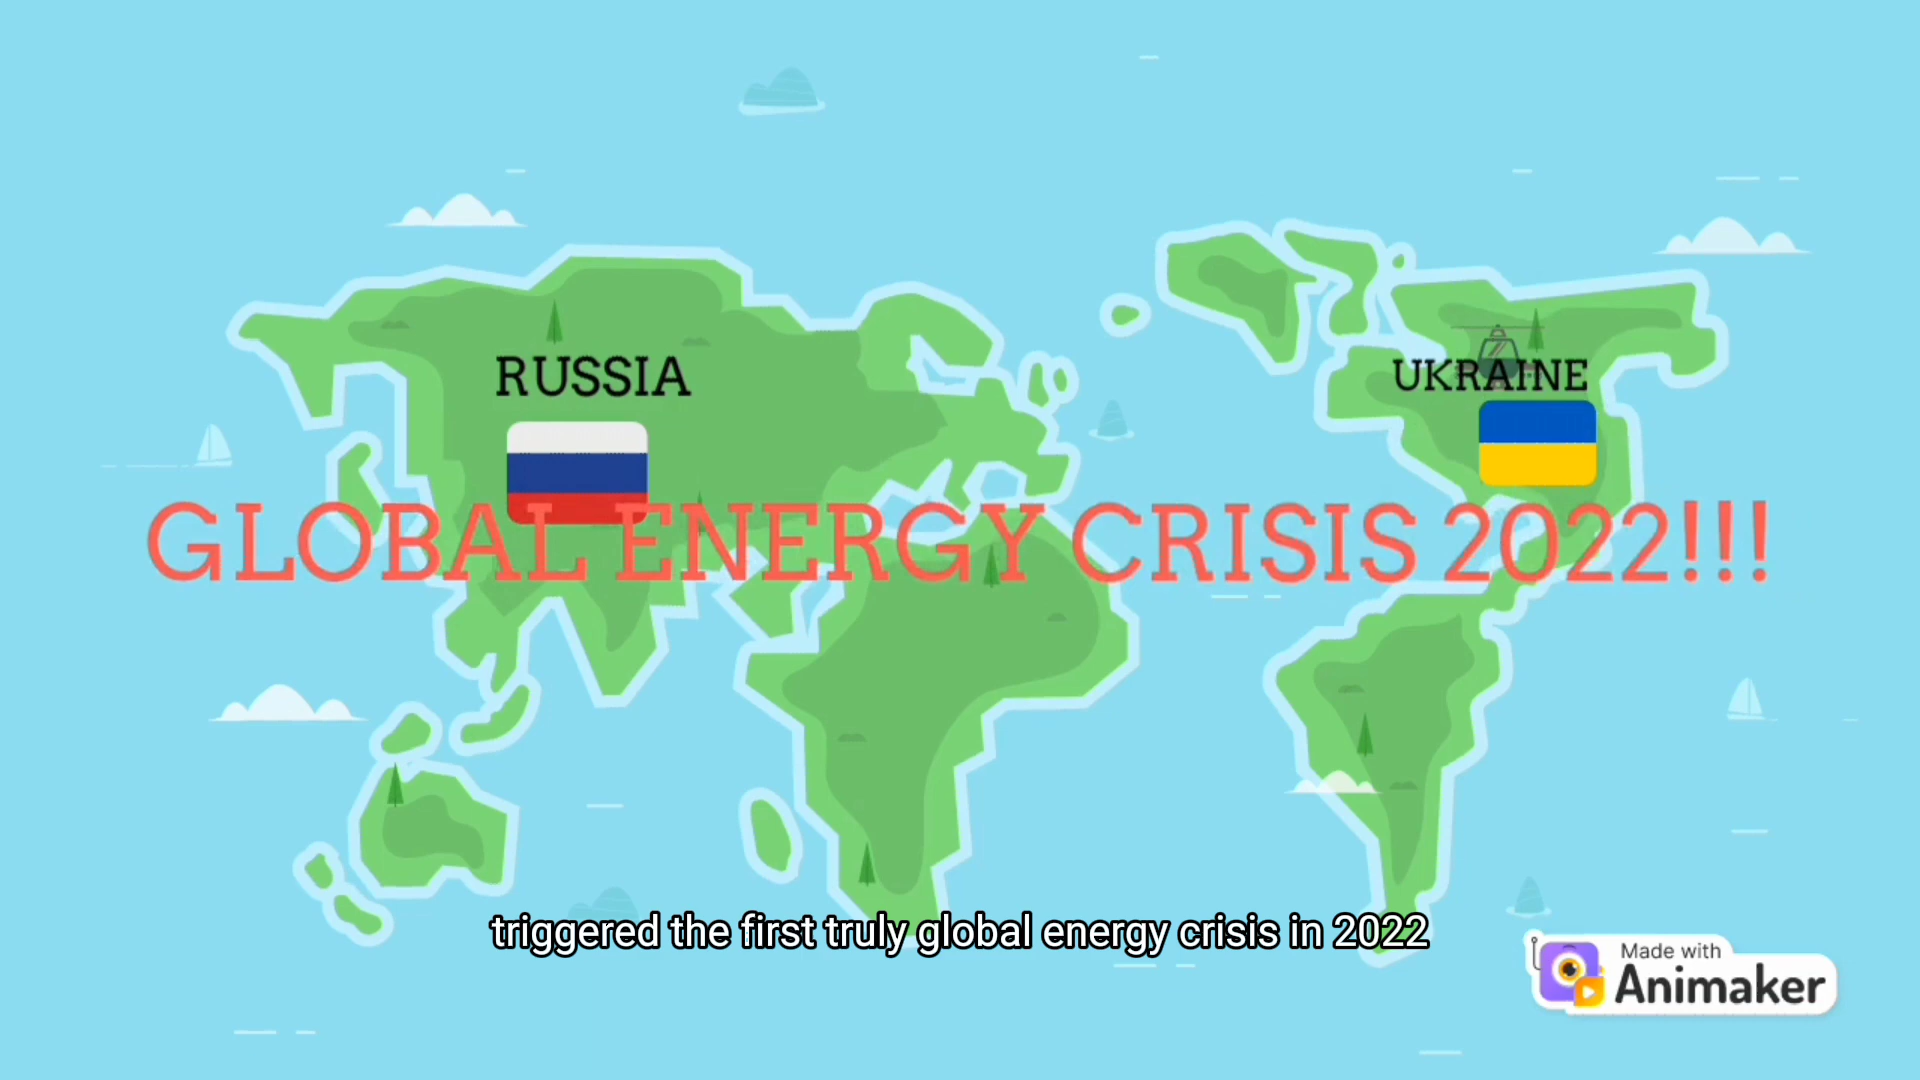 RUSSIA
UKRAINE
GLOBAL ENERGY CRISIS 2022!!!
triggered the first truly global energy crisis in 2022
Made with
Animaker